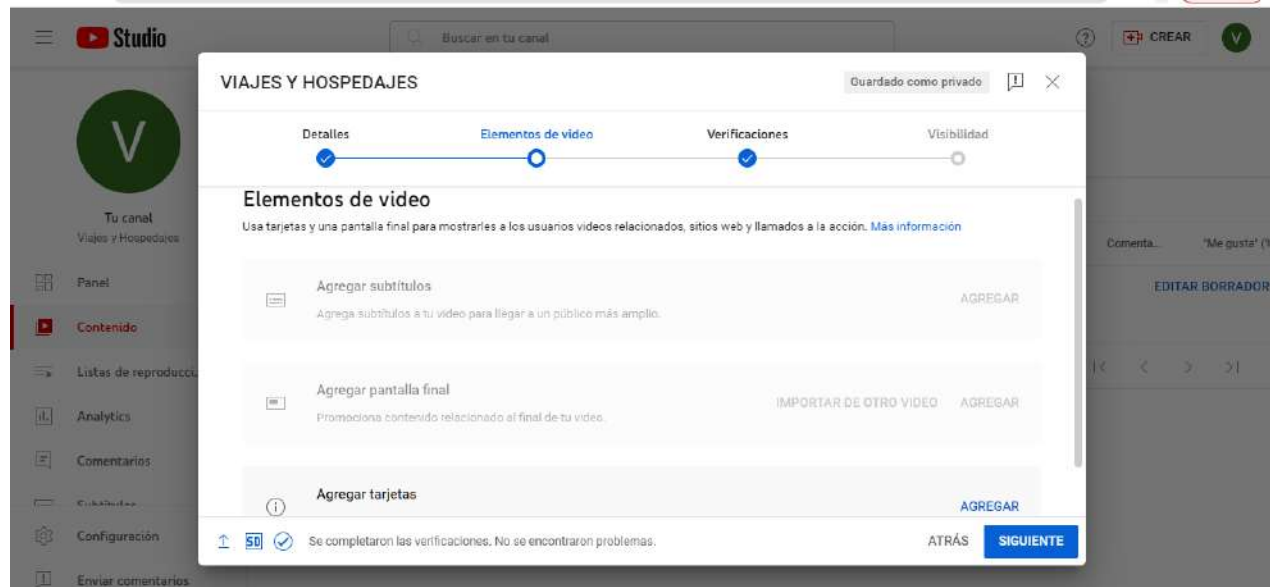 Studio
Buscar en tu canal
CREAR
V
VIAJES Y HOSPEDAJES
Guardado como privado
Detalles
Elementos de video
Verificaciones
Visibilidad
V
Tu canal
Viajes y Hospedajes
Elementos de video
Usa tarjetas y una pantalla final para mostrarles a los usuarios videos relacionados, sitios web y llamados a la acción. Más información
Comenta...
"Me gusta" (%
Panel
Agregar subtítulos
Agrega subtítulos a tu video para llegar a un público más amplio.
AGREGAR
EDITAR BORRADOR
Contenido
Listas de reproducci
Agregar pantalla final
Promociona contenido relacionado al final de tu video.
IMPORTAR DE OTRO VIDEO
AGREGAR
Analytics
Comentarios
Subtítulos
Agregar tarjetas
AGREGAR
Configuración
SD
Se completaron las verificaciones. No se encontraron problemas.
ATRÁS
SIGUIENTE
Enviar comentarios